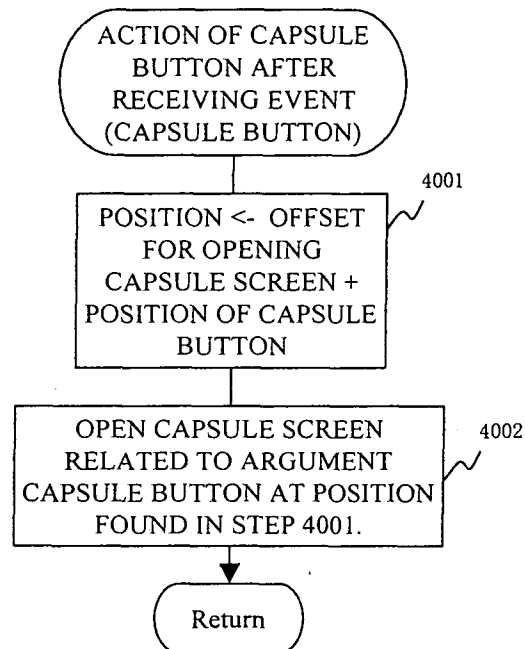 ACTION OF CAPSULE
BUTTON AFTER
RECEIVING EVENT
(CAPSULE BUTTON)
4001
POSITION <- OFFSET
FOR OPENING
CAPSULE SCREEN +
POSITION OF CAPSULE
BUTTON
4002
OPEN CAPSULE SCREEN
RELATED TO ARGUMENT
CAPSULE BUTTON AT POSITION
FOUND IN STEP 4001.
Return